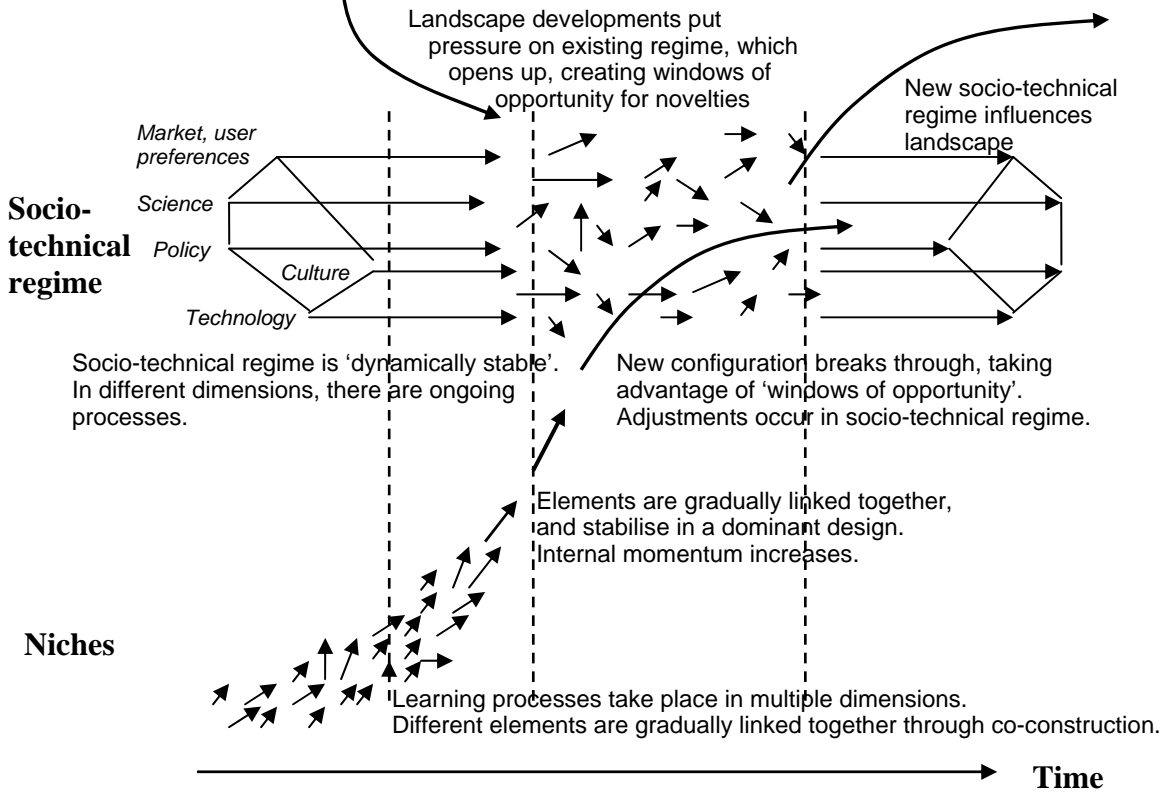 Landscape developments put
pressure on existing regime, which
opens up, creating windows of
opportunity for novelties
New socio-technical
regime influences
landscape
Market, user
preferences
Science
Policy
Culture
Technology
Socio-
technical
regime
Socio-technical regime is ‘dynamically stable’.
In different dimensions, there are ongoing
processes.
New configuration breaks through, taking
advantage of ‘windows of opportunity’.
Adjustments occur in socio-technical regime.
Elements are gradually linked together,
and stabilise in a dominant design.
Internal momentum increases.
Niches
Learning processes take place in multiple dimensions.
Different elements are gradually linked together through co-construction.
Time